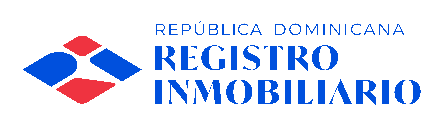 REPÚBLICA DOMINICANA
REGISTRO
INMOBILIARIO